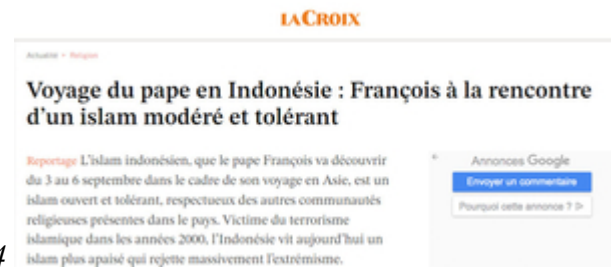 LA CROIX
Actualité > Religion
Voyage du pape en Indonésie : François à la rencontre
d'un islam modéré et tolérant
Reportage L'islam indonésien, que le pape François va découvrir
du 3 au 6 septembre dans le cadre de son voyage en Asie, est un
islam ouvert et tolérant, respectueux des autres communautés
religieuses présentes dans le pays. Victime du terrorisme
islamique dans les années 2000, l'Indonésie vit aujourd'hui un
islam plus apaisé qui rejette massivement l'extrémisme.
Annonces Google
Envoyer un commentaire
Pourquoi cette annonce ?
4